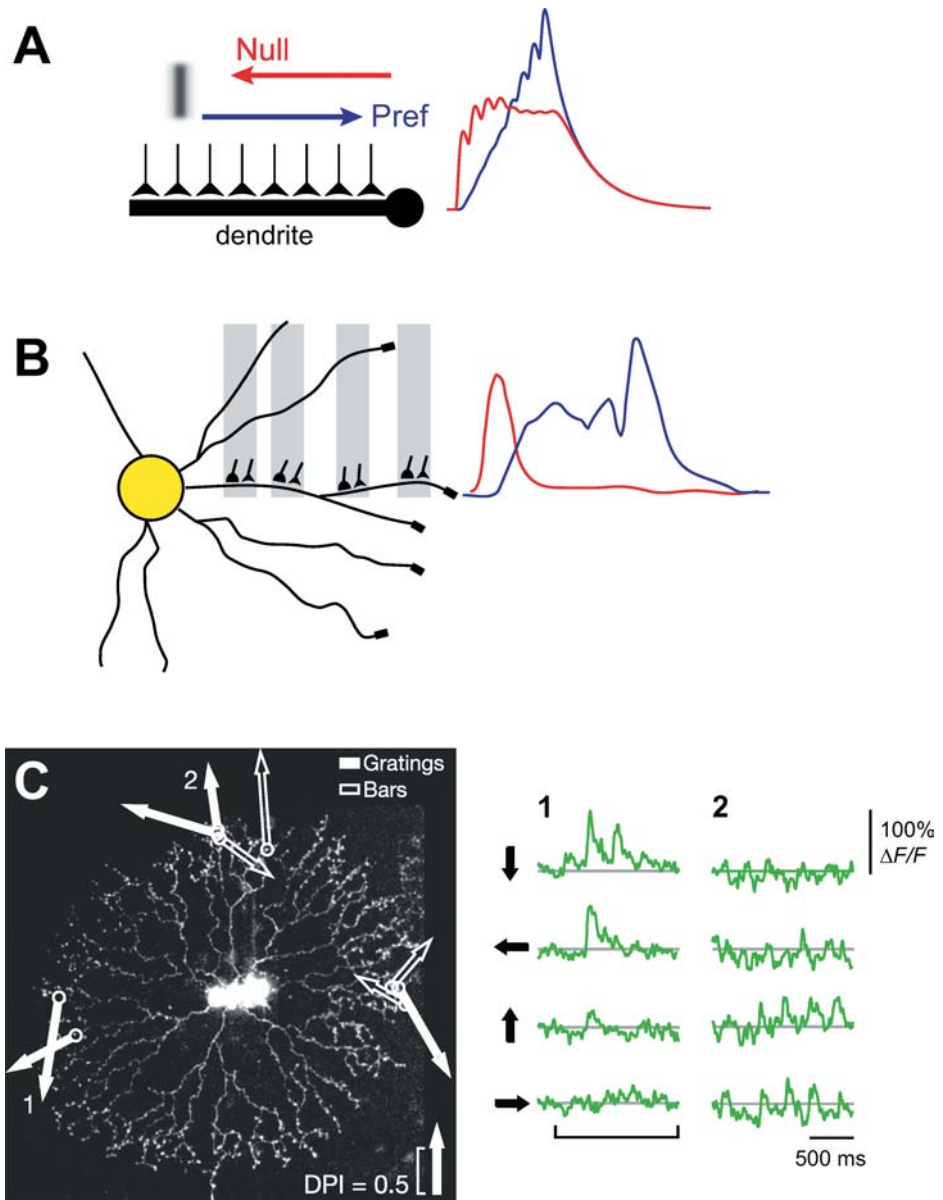 A
Null
Pref
dendrite
B
C
Gratings
Bars
2
1
DPI = 0.5
1
2
100%
ΔF/F
500 ms